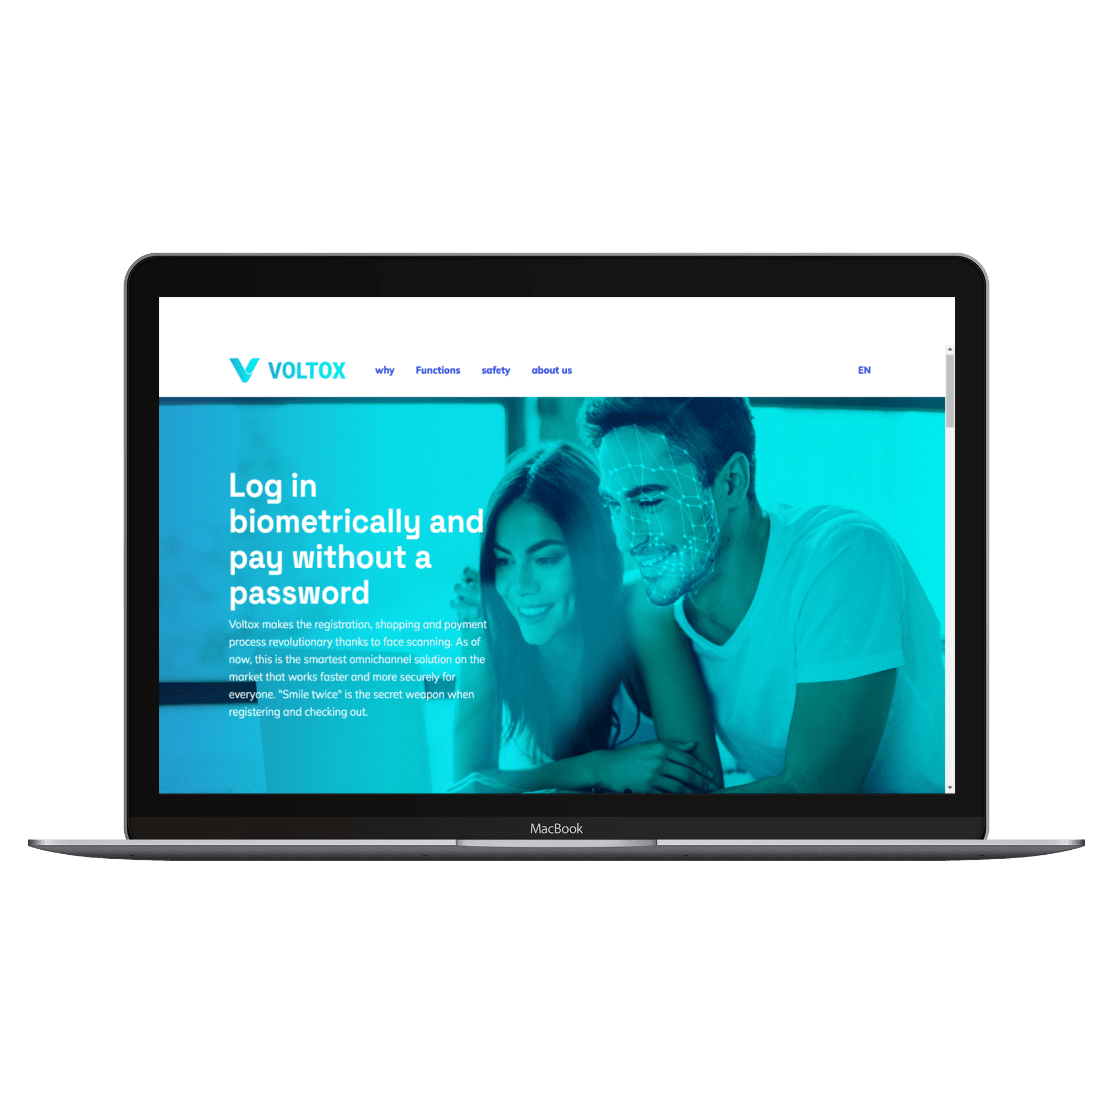 VOLTOX why Functions safety about us EN
Log in
biometrically and
pay without a
password
Voltox makes the registration, shopping and payment
process revolutionary thanks to face scanning. As of
now, this is the smartest omnichannel solution on the
market that works faster and more securely for
everyone. "Smile twice" is the secret weapon when
registering and checking out.
MacBook